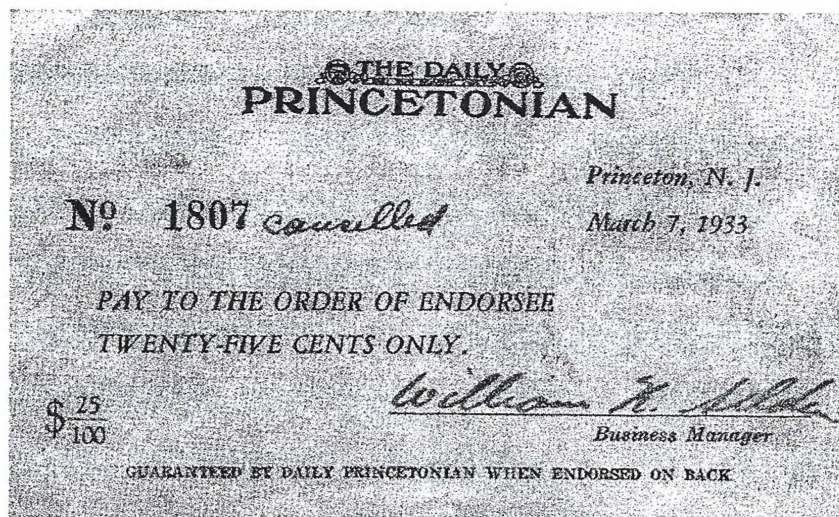 THE DAILY
PRINCETONIAN
Princeton, N. J.
Nº 1807 cancelled
March 7, 1933
PAY TO THE ORDER OF ENDORSEE
TWENTY-FIVE CENTS ONLY.
William H.
$ 25/100
Business Manager
GUARANTEED BY DAILY PRINCETONIAN WHEN ENDORSED ON BACK